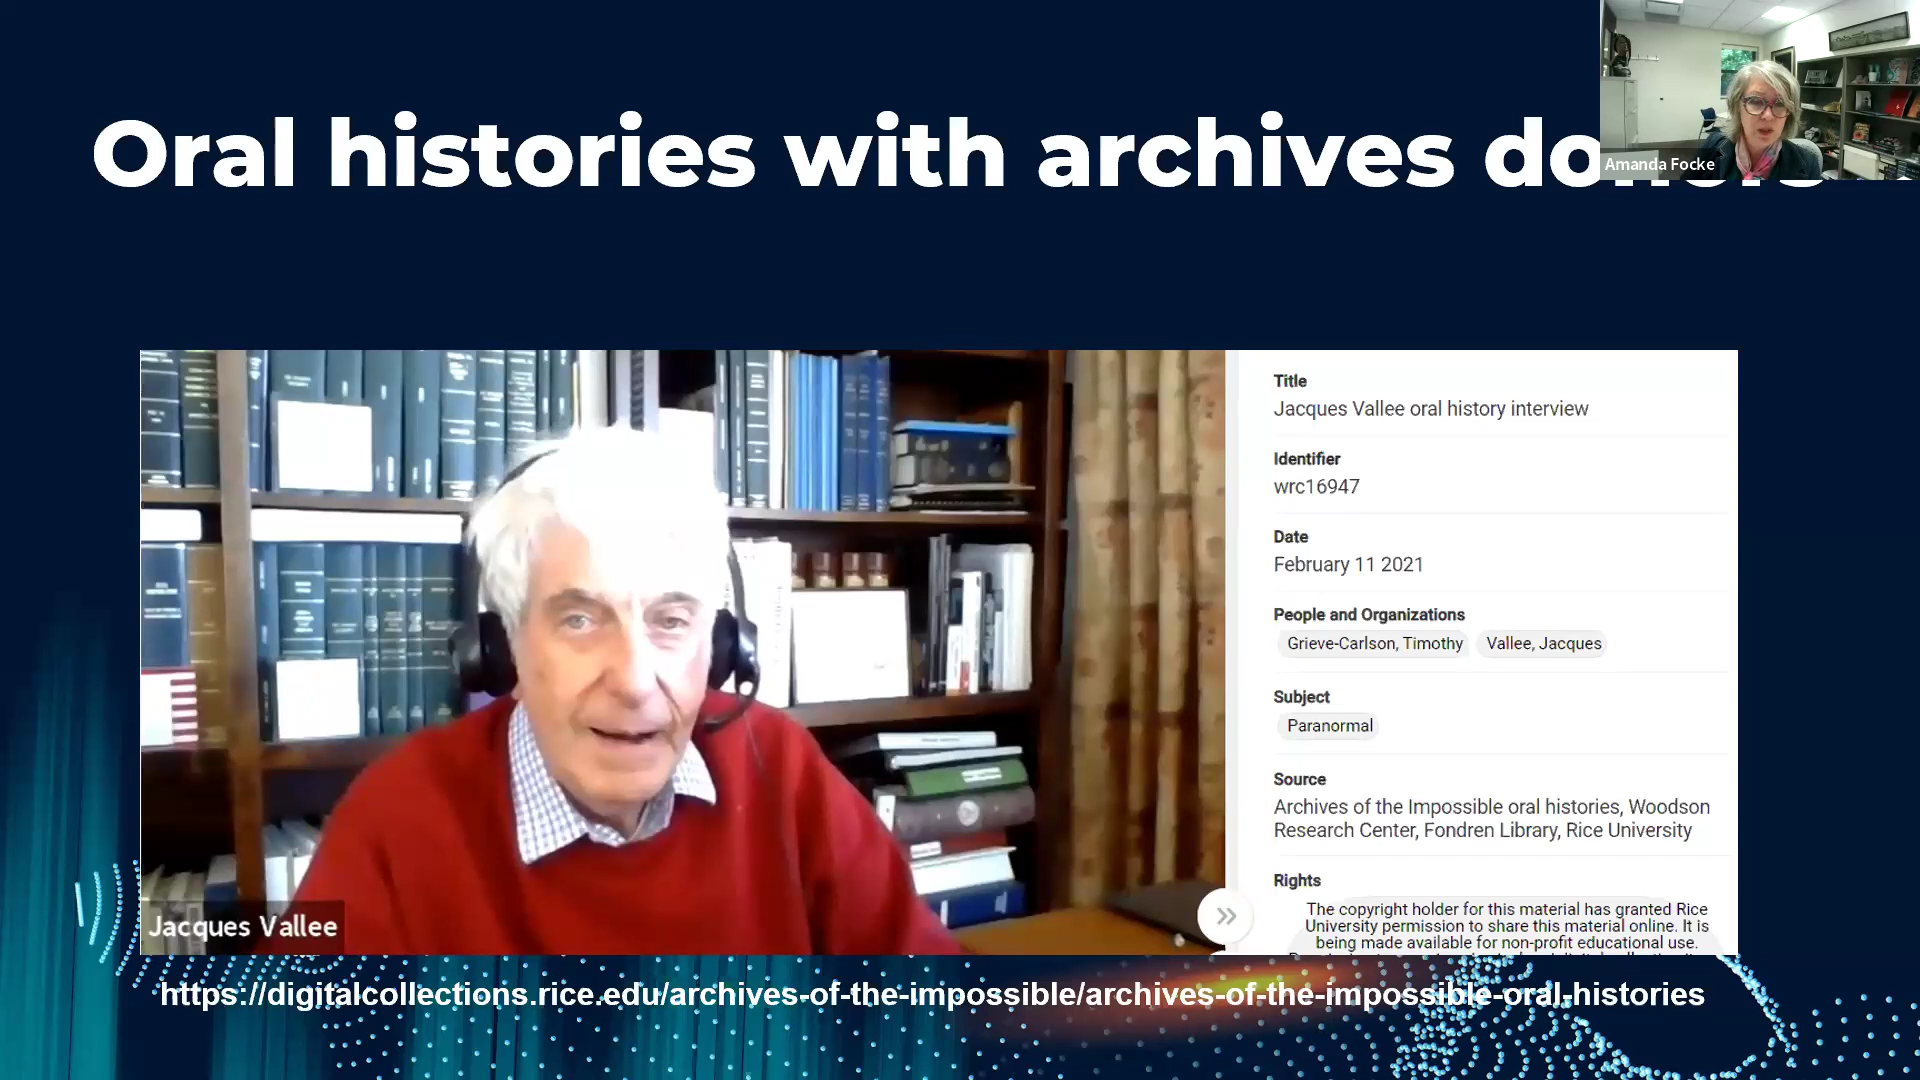 Oral histories with archives donors
Amanda Focke
Jacques Vallee
Title
Jacques Vallee oral history interview
Identifier
wrc16947
Date
February 11 2021
People and Organizations
Grieve-Carlson, Timothy Vallee, Jacques
Subject
Paranormal
Source
Archives of the Impossible oral histories, Woodson
Research Center, Fondren Library, Rice University
Rights
The copyright holder for this material has granted Rice
University permission to share this material online. It is
being made available for non-profit educational use.
https://digitalcollections.rice.edu/archives-of-the-impossible/archives-of-the-impossible-oral-histories